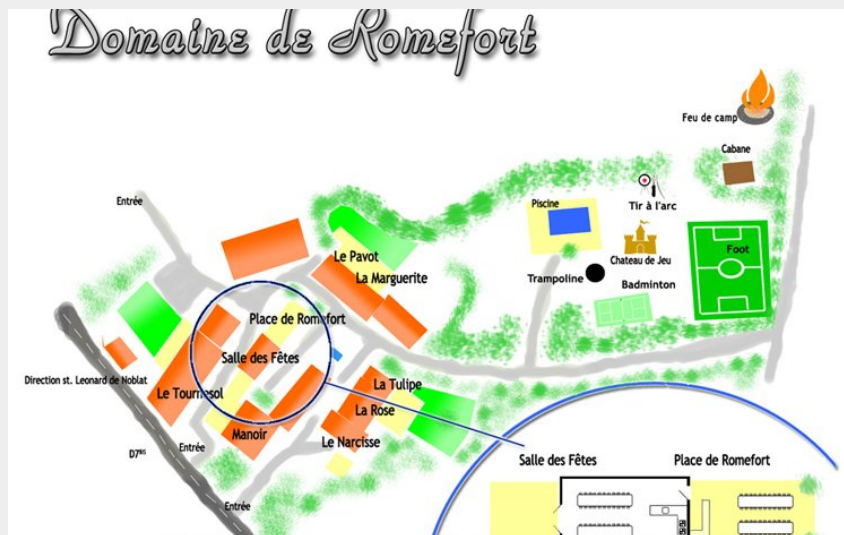 Domaine de Romefort
Feu de camp
Cabane
Entrée
Piscine
Tir à l'arc
Le Pavot
Foot
La Marguerite
Chateau de Jeu
Trampoline
Badminton
Place de Romefort
Salle des Fêtes
Direction st. Leonard de Noblat
Le Tournesol
La Tulipe
La Rose
Manoir
Le Narcisse
Entrée
D7BIS
Salle des Fêtes
Place de Romefort
Entrée